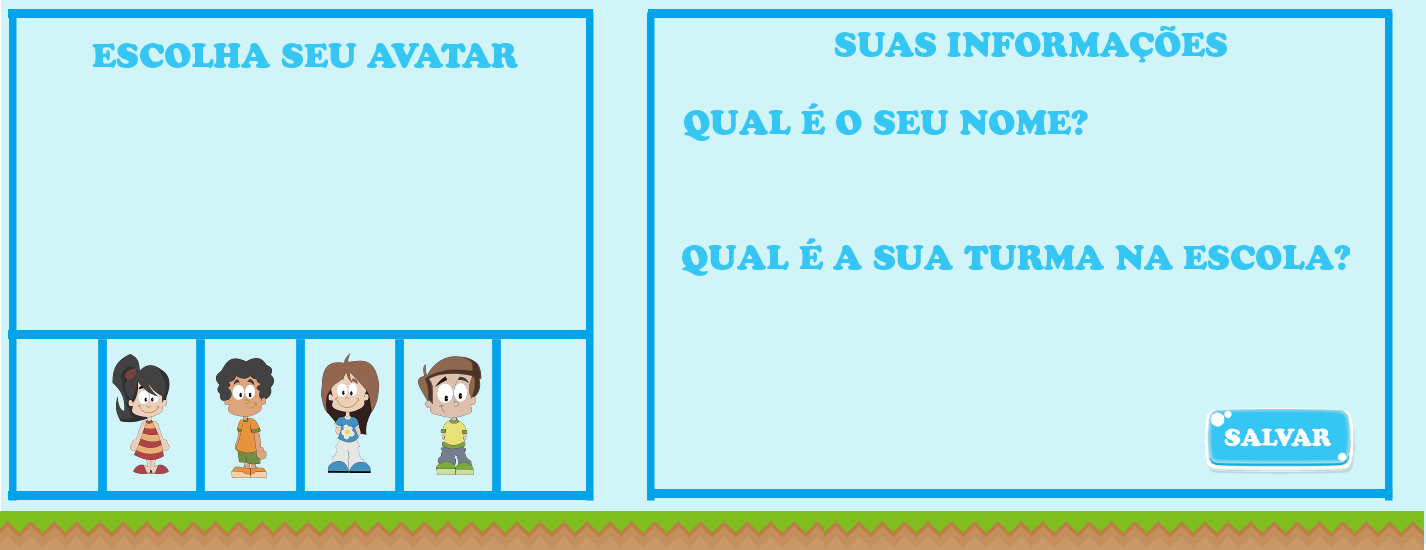 ESCOLHA SEU AVATAR
SUAS INFORMAÇÕES
QUAL É O SEU NOME?
QUAL É A SUA TURMA NA ESCOLA?
SALVAR